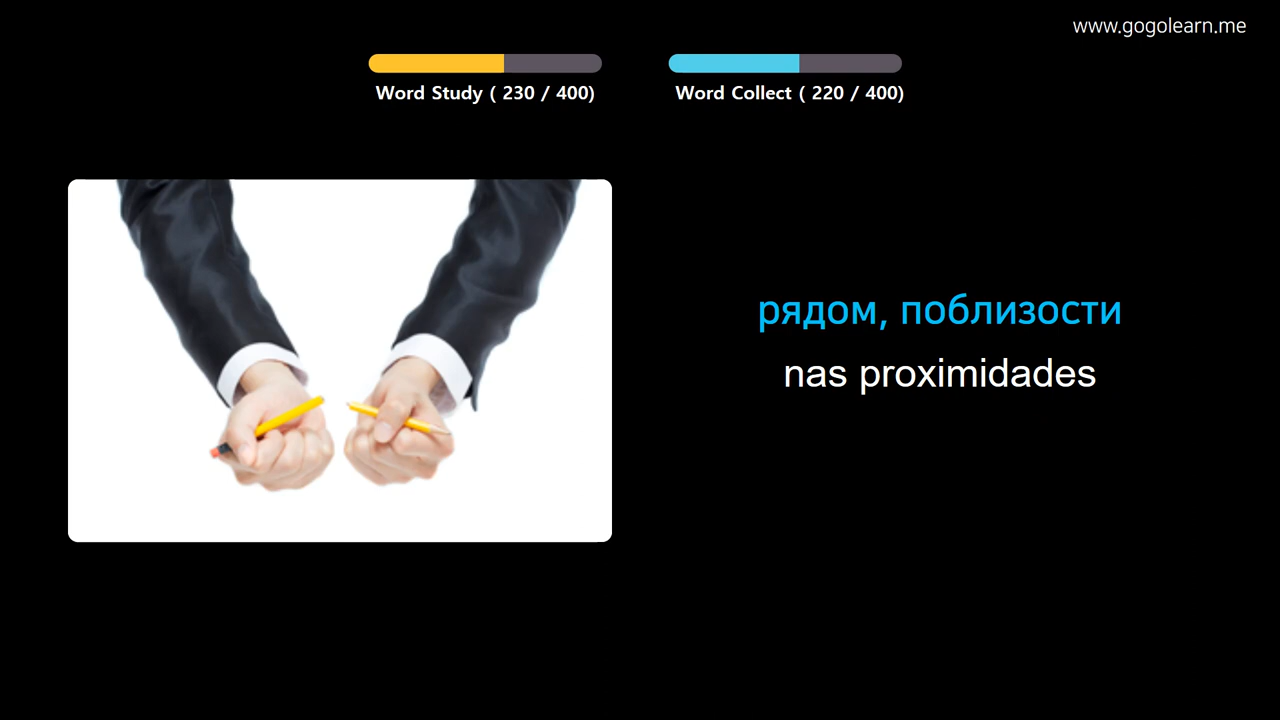 www.gogolearn.me
Word Study ( 230 / 400)
Word Collect ( 220 / 400)
рядом, поблизости
nas proximidades